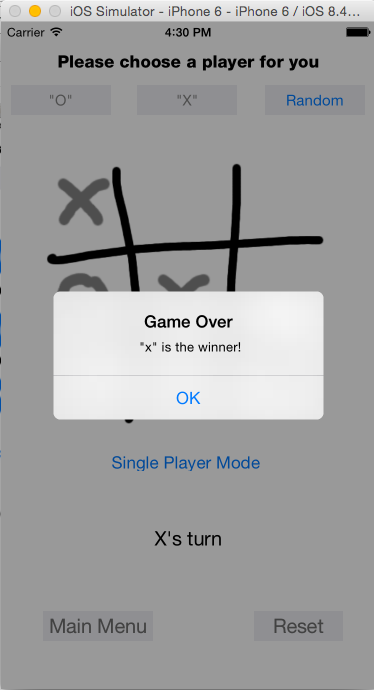 iOS Simulator - iPhone 6 - iPhone 6 / iOS 8.4...
Carrier 4:30 PM
Please choose a player for you
"O" "X" Random
Game Over
"x" is the winner!
OK
Single Player Mode
X's turn
Main Menu Reset